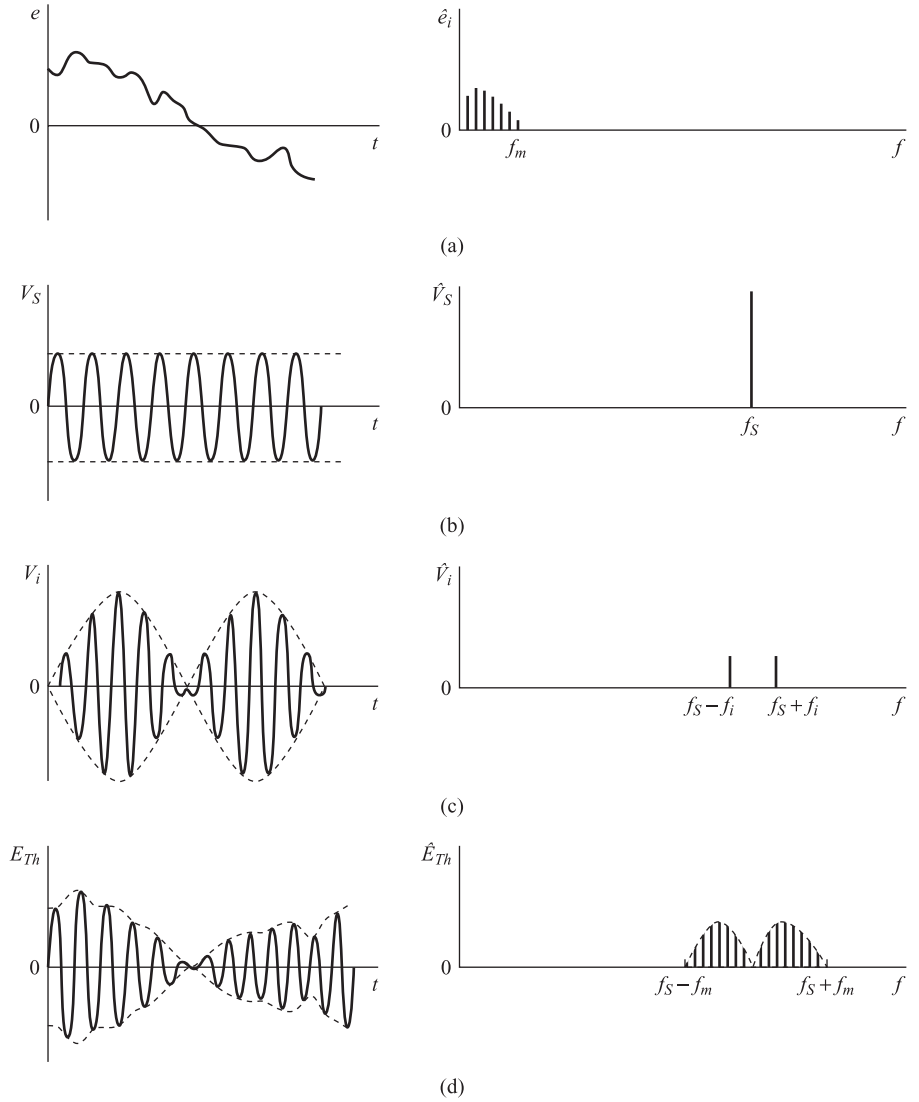 e
0
t
ê_i
0
f_m
f
(a)
V_S
0
t
V̂_S
0
f_S
f
(b)
V_i
0
t
V̂_i
0
f_S − f_i
f_S + f_i
f
(c)
E_Th
0
t
Ê_Th
0
f_S − f_m
f_S + f_m
f
(d)